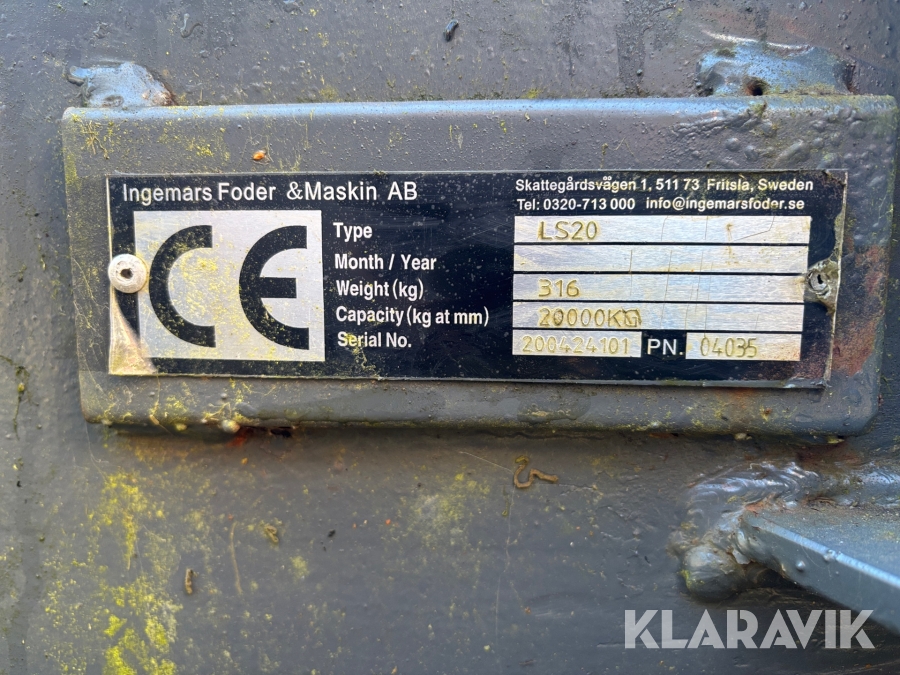 Ingemars Foder & Maskin AB
Skattegårdsvägen 1, 511 73 Fritsla, Sweden
Tel: 0320-713 000 info@ingemarsfoder.se
CE
Type LS20
Month / Year
Weight (kg) 316
Capacity (kg at mm) 20000KG
Serial No. 200424101 PN. 04035
KLARAVIK